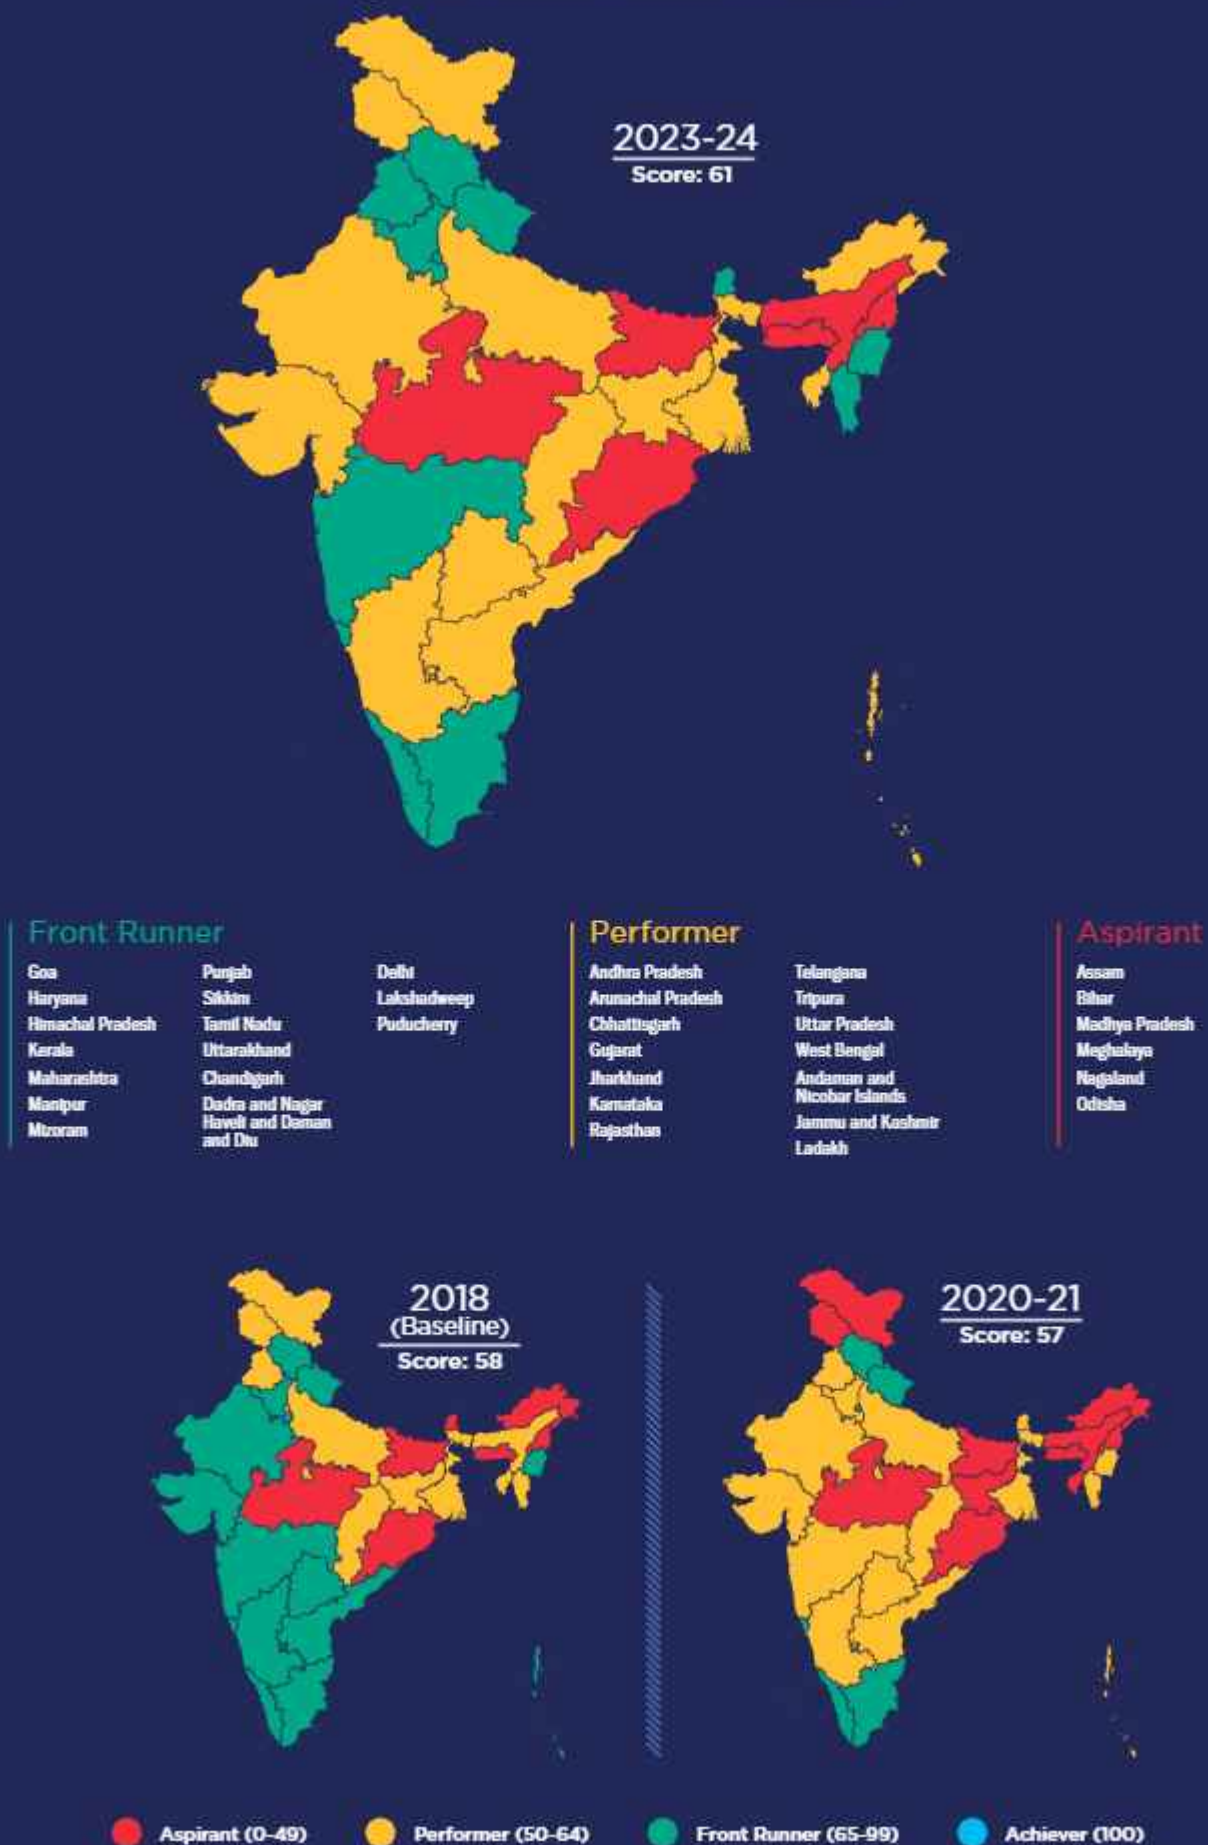 2023-24
Score: 61
Front Runner
Goa
Haryana
Himachal Pradesh
Kerala
Maharashtra
Manipur
Mizoram
Punjab
Sikkim
Tamil Nadu
Uttarakhand
Chandigarh
Dadra and Nagar
Haveli and Daman
and Diu
Delhi
Lakshadweep
Puducherry
Performer
Andhra Pradesh
Arunachal Pradesh
Chhattisgarh
Gujarat
Jharkhand
Karnataka
Rajasthan
Telangana
Tripura
Uttar Pradesh
West Bengal
Andaman and
Nicobar Islands
Jammu and Kashmir
Ladakh
Aspirant
Assam
Bihar
Madhya Pradesh
Meghalaya
Nagaland
Odisha
2018
(Baseline)
Score: 58
2020-21
Score: 57
Aspirant (0-49)
Performer (50-64)
Front Runner (65-99)
Achiever (100)